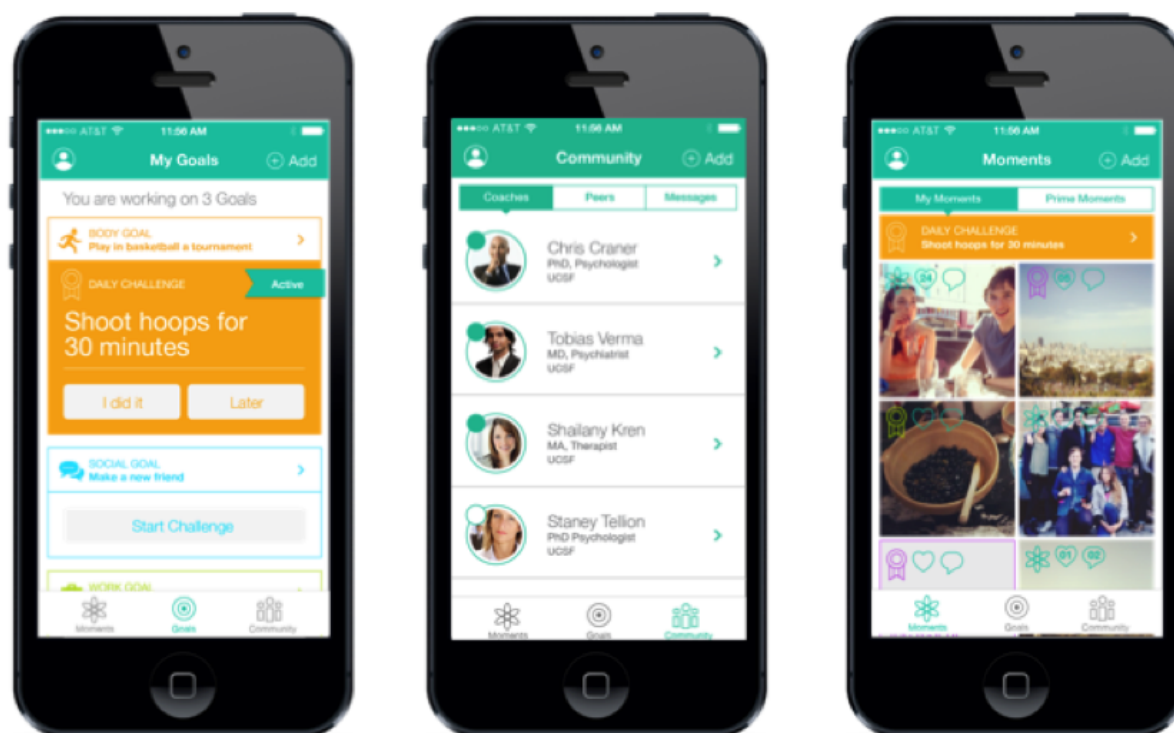 AT&T 11:56 AM
My Goals
Add
You are working on 3 Goals
BODY GOAL
Play in basketball a tournament
DAILY CHALLENGE
Active
Shoot hoops for
30 minutes
I did it
Later
SOCIAL GOAL
Make a new friend
Start Challenge
WORK GOAL
Moments
Goals
Community
AT&T 11:56 AM
Community
Add
Coaches
Peers
Messages
Chris Craner
PhD, Psychologist
UCSF
Tobias Verma
MD, Psychiatrist
UCSF
Shailany Kren
MA, Therapist
UCSF
Staney Tellion
PhD Psychologist
UCSF
Moments
Goals
Community
AT&T 11:56 AM
Moments
Add
My Moments
Prime Moments
DAILY CHALLENGE
Shoot hoops for 30 minutes
04
05
01
02
Moments
Goals
Community